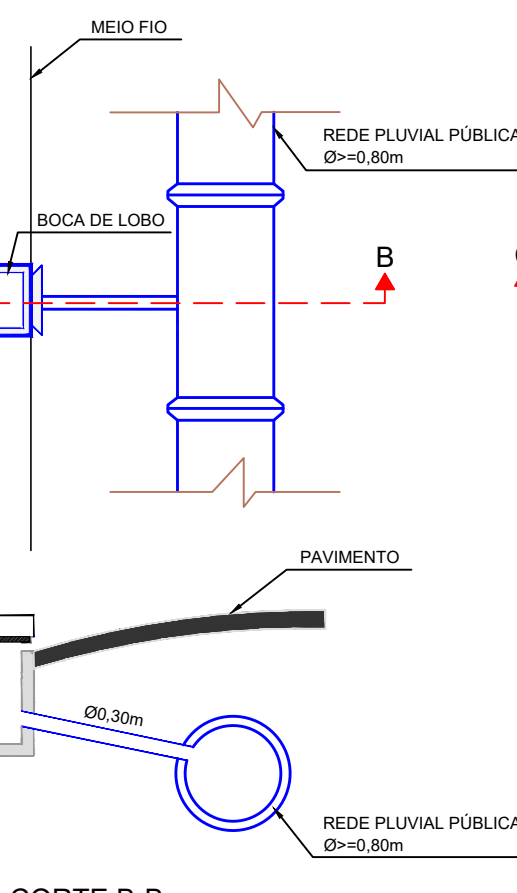 MEIO FIO
REDE PLUVIAL PÚBLICA
Ø>=0,80m
BOCA DE LOBO
B
PAVIMENTO
Ø0,30m
REDE PLUVIAL PÚBLICA
Ø>=0,80m
CORTE B-B